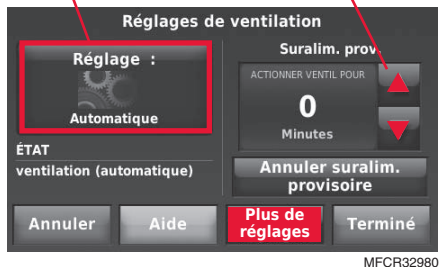 Réglages de ventilation
Réglage :
Automatique
ÉTAT
ventilation (automatique)
Suralim. prov.
ACTIONNER VENTIL POUR
0
Minutes
Annuler suralim.
provisoire
Annuler
Aide
Plus de
réglages
Terminé
MFCR32980